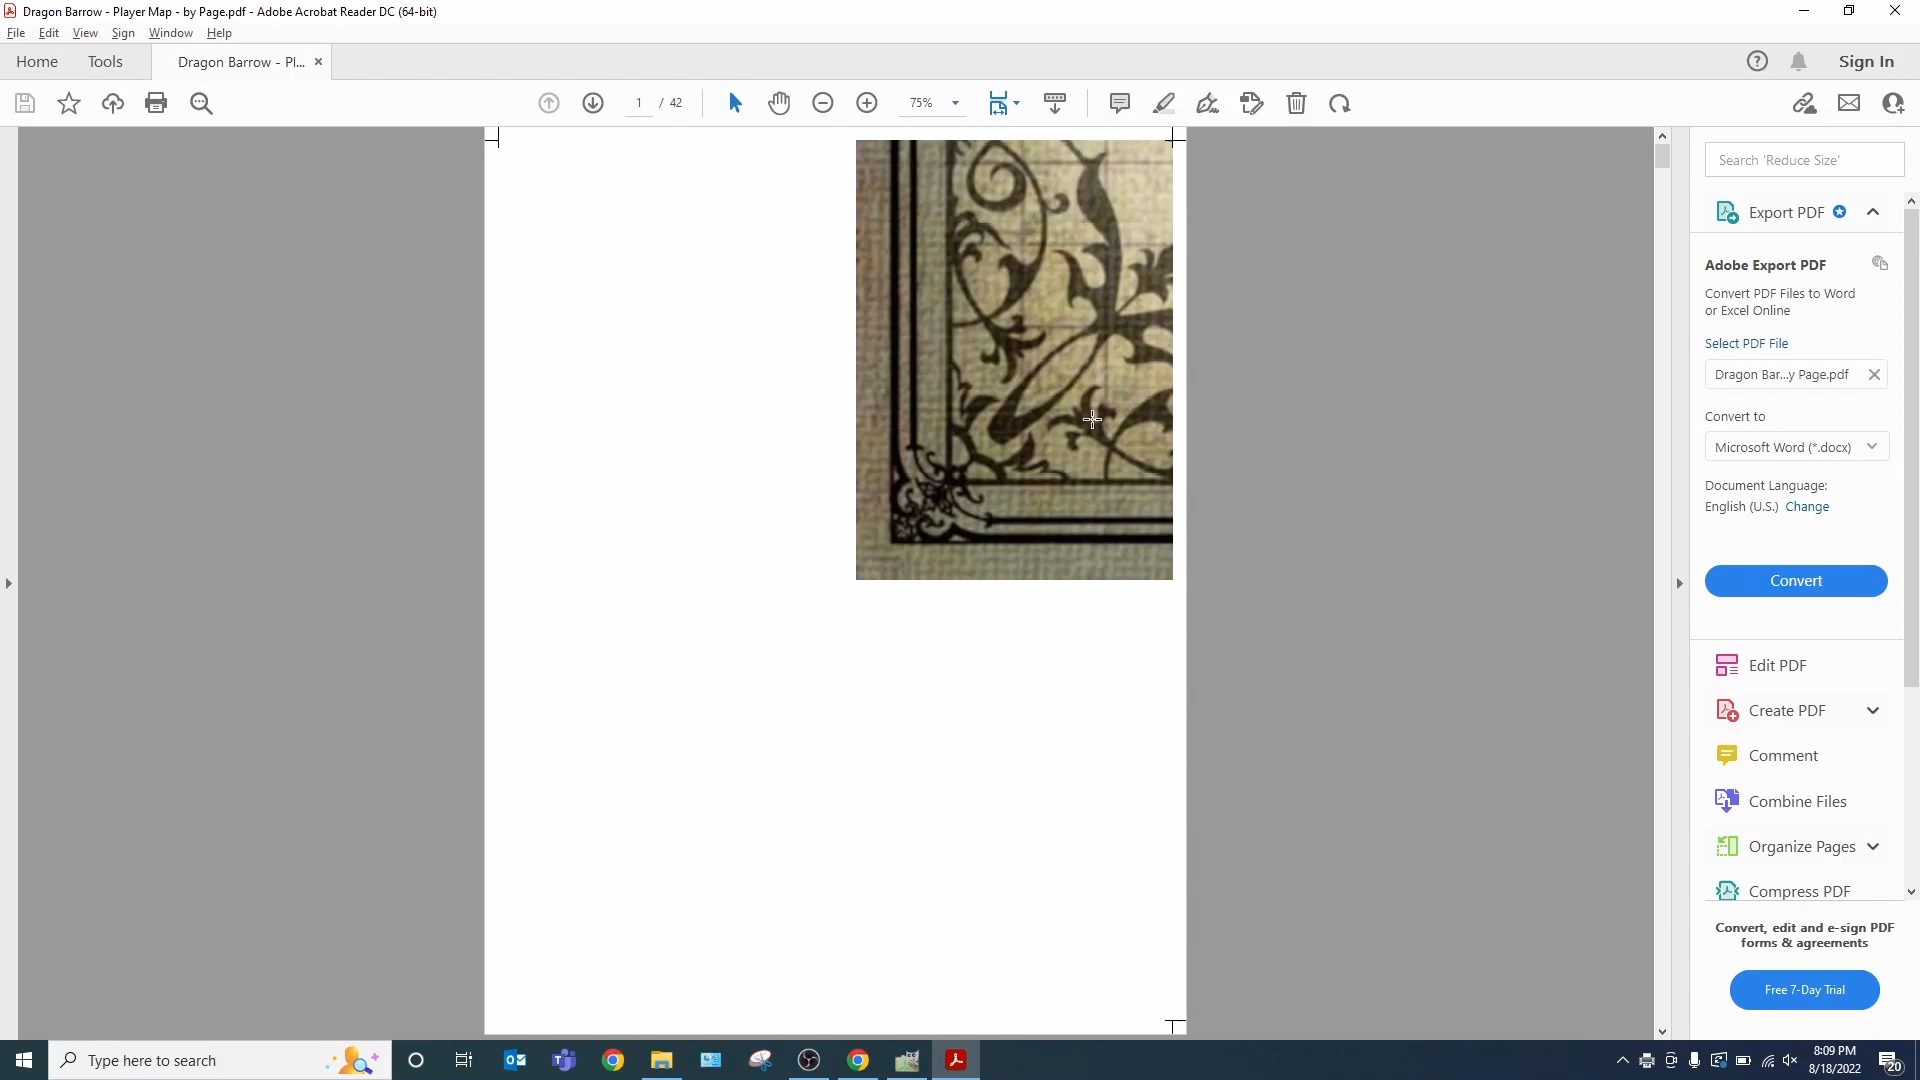 Dragon Barrow - Player Map - by Page.pdf - Adobe Acrobat Reader DC (64-bit)
File Edit View Sign Window Help
Home Tools Dragon Barrow - Pl... Sign In
1 / 42 75%
Search 'Reduce Size'
Export PDF
Adobe Export PDF
Convert PDF Files to Word
or Excel Online
Select PDF File
Dragon Bar...y Page.pdf
Convert to
Microsoft Word (*.docx)
Document Language:
English (U.S.) Change
Convert
Edit PDF
Create PDF
Comment
Combine Files
Organize Pages
Compress PDF
Convert, edit and e-sign PDF
forms & agreements
Free 7-Day Trial
Type here to search
8:09 PM
8/18/2022
20